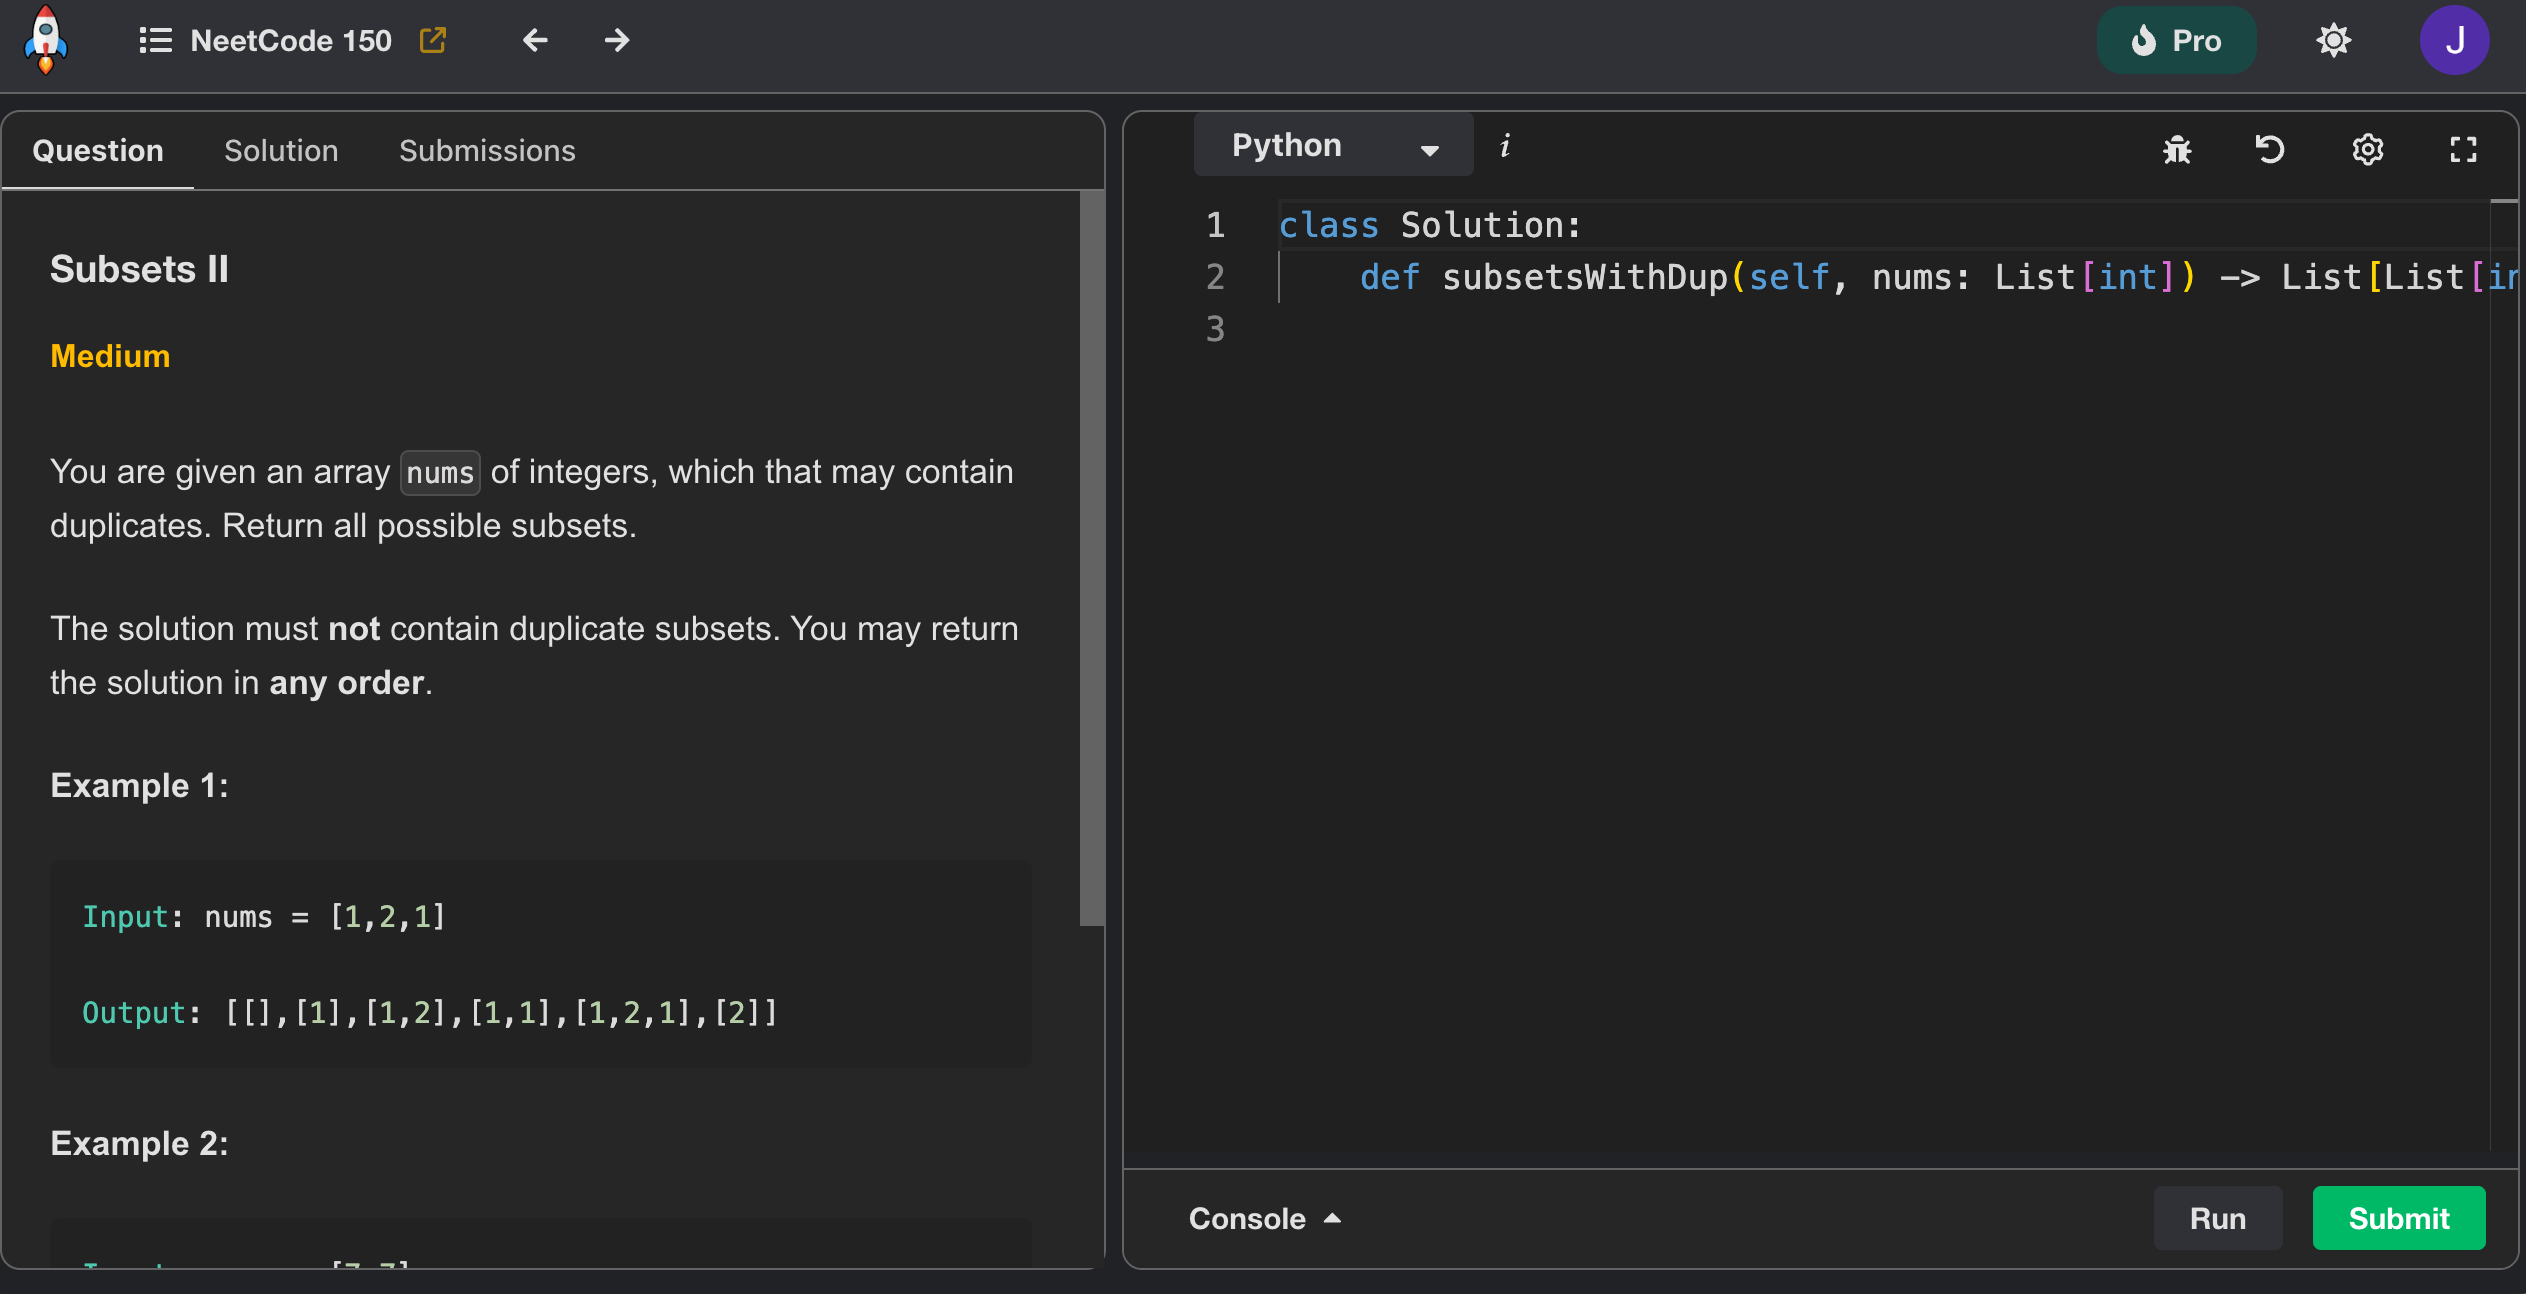 NeetCode 150
Pro
J
Question Solution Submissions
Subsets II
Medium
You are given an array nums of integers, which that may contain
duplicates. Return all possible subsets.
The solution must not contain duplicate subsets. You may return
the solution in any order.
Example 1:
Input: nums = [1,2,1]
Output: [[],[1],[1,2],[1,1],[1,2,1],[2]]
Example 2:
Python i
1 class Solution:
2 def subsetsWithDup(self, nums: List[int]) -> List[List[in
3
Console
Run
Submit